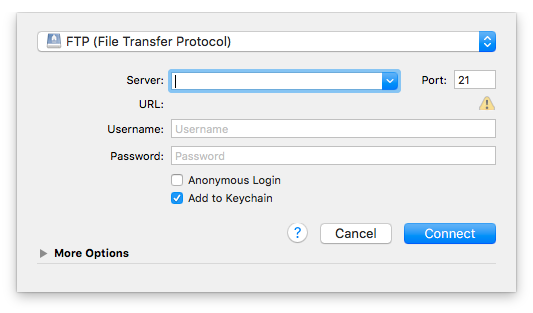 FTP (File Transfer Protocol)
Server: Port: 21
URL:
Username: Username
Password: Password
Anonymous Login
Add to Keychain
? Cancel Connect
More Options